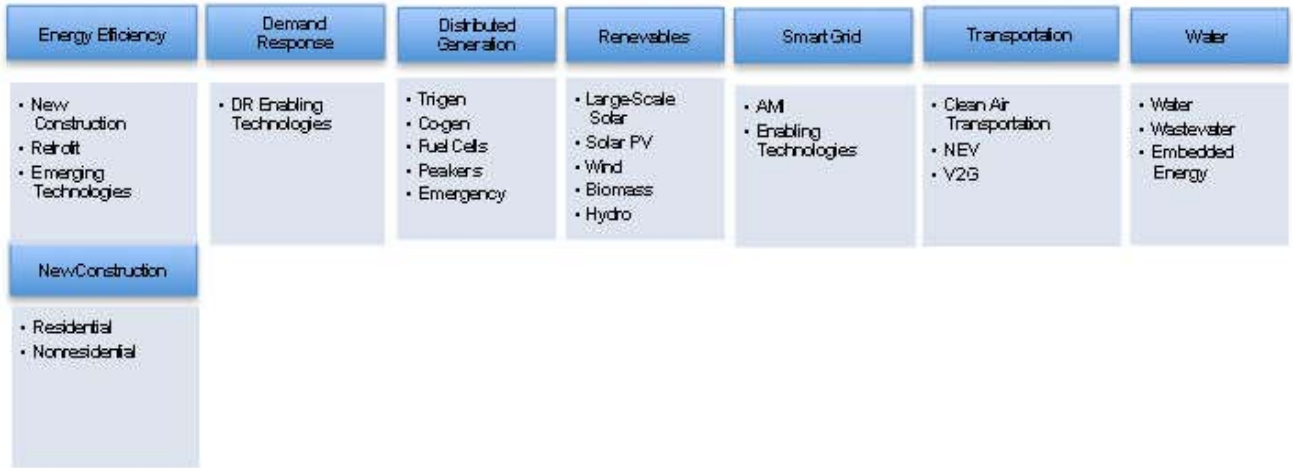 Energy Efficiency
• New
Construction
• Retrofit
• Emerging
Technologies
Demand
Response
• DR Enabling
Technologies
Distributed
Generation
• Tri-gen
• Co-gen
• Fuel Cells
• Peakers
• Emergency
Renewables
• Large-Scale
Solar
• Solar PV
• Wind
• Biomass
• Hydro
Smart Grid
• AMI
• Enabling
Technologies
Transportation
• Clean Air
Transportation
• NEV
• V2G
Water
• Water
• Wastewater
• Embedded
Energy
New Construction
• Residential
• Nonresidential